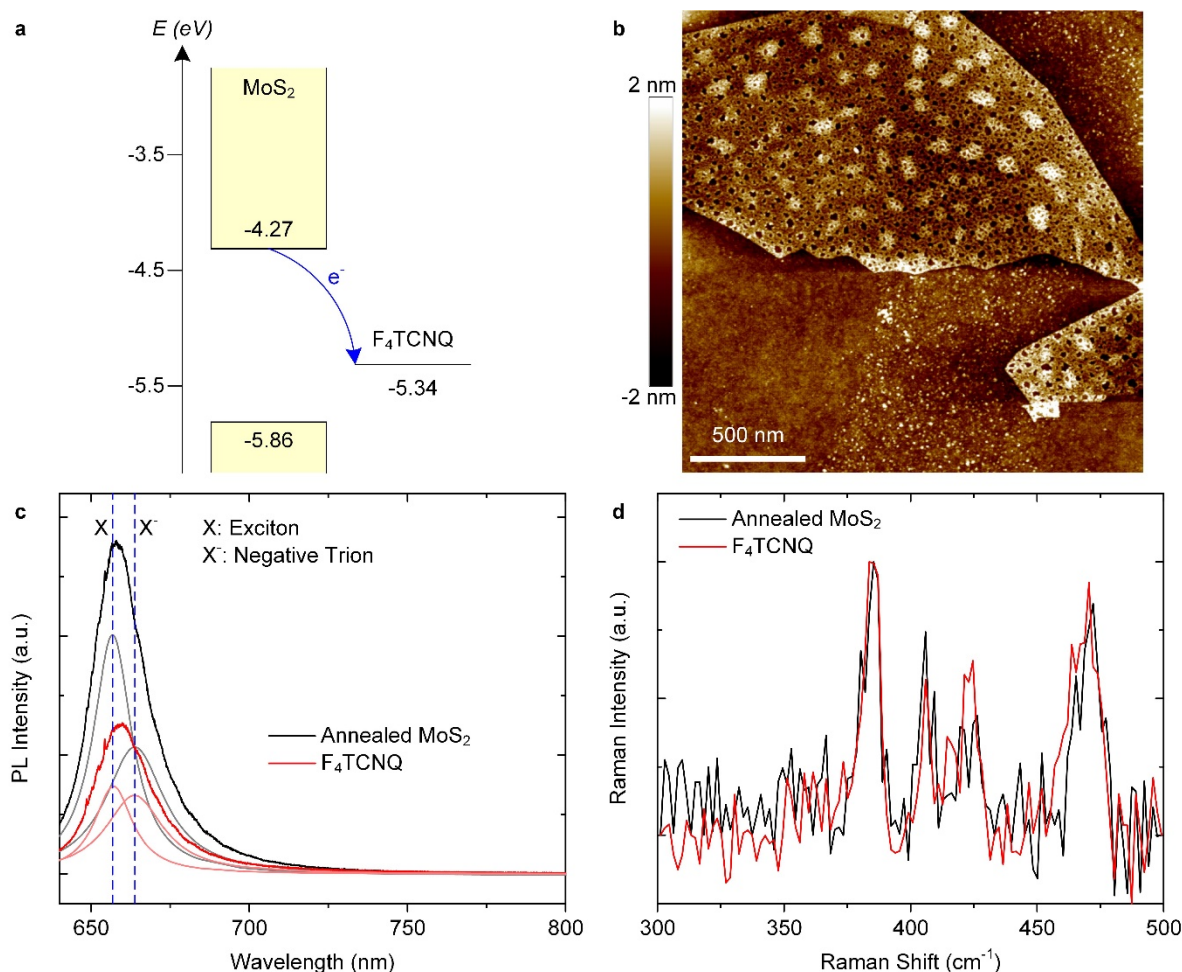 a
E (eV)
MoS₂
-3.5
-4.27
-4.5
e⁻
F₄TCNQ
-5.34
-5.5
-5.86
b
2 nm
-2 nm
500 nm
c
X X⁻
X: Exciton
X⁻: Negative Trion
Annealed MoS₂
F₄TCNQ
PL Intensity (a.u.)
650 700 750 800
Wavelength (nm)
d
Annealed MoS₂
F₄TCNQ
Raman Intensity (a.u.)
300 350 400 450 500
Raman Shift (cm⁻¹)